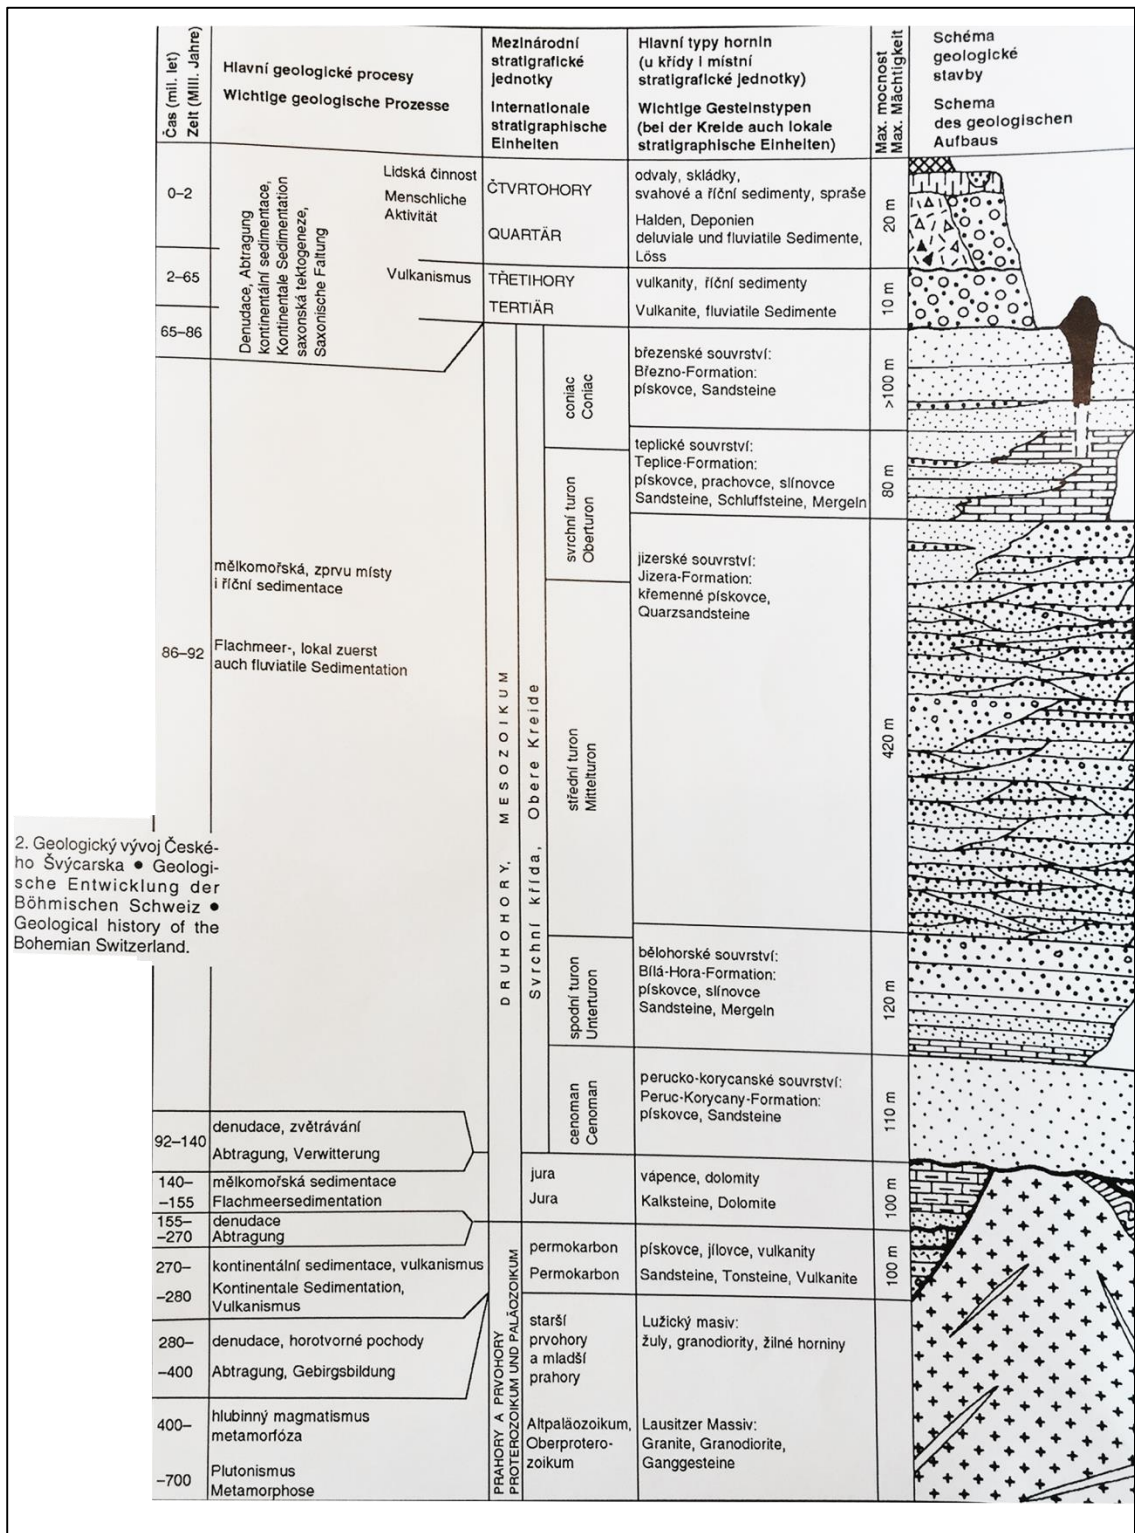 Čas (mil. let)
Zeit (Mill. Jahre)
Hlavní geologické procesy
Wichtige geologische Prozesse
Mezinárodní
stratigrafické
jednotky
Internationale
stratigraphische
Einheiten
Hlavní typy hornin
(u křídy i místní
stratigrafické jednotky)
Wichtige Gesteinstypen
(bei der Kreide auch lokale
stratigraphische Einheiten)
Max. mocnost
Max. Mächtigkeit
Schéma
geologické
stavby
Schema
des geologischen
Aufbaus
0–2
Denudace, Abtragung
kontinentální sedimentace,
Kontinentale Sedimentation
saxonská tektogeneze,
Saxonische Faltung
Lidská činnost
Menschliche
Aktivität
ČTVRTOHORY
QUARTÄR
odvaly, skládky,
svahové a říční sedimenty, spraše
Halden, Deponien
deluviale und fluviatile Sedimente,
Löss
20 m
2–65
Vulkanismus
TŘETIHORY
TERTIÄR
vulkanity, říční sedimenty
Vulkanite, fluviatile Sedimente
10 m
65–86
DRUHOHORY, MESOZOIKUM
Svrchní křída, Obere Kreide
coniac
Coniac
březenské souvrství:
Březno-Formation:
pískovce, Sandsteine
>100 m
svrchní turon
Oberturon
teplické souvrství:
Teplice-Formation:
pískovce, prachovce, slínovce
Sandsteine, Schluffsteine, Mergeln
80 m
86–92
mělkomořská, zprvu místy
i říční sedimentace
Flachmeer-, lokal zuerst
auch fluviatile Sedimentation
střední turon
Mittelturon
jizerské souvrství:
Jizera-Formation:
křemenné pískovce,
Quarzsandsteine
420 m
2. Geologický vývoj České-
ho Švýcarska ● Geologi-
sche Entwicklung der
Böhmischen Schweiz ●
Geological history of the
Bohemian Switzerland.
spodní turon
Unterturon
bělohorské souvrství:
Bílá-Hora-Formation:
pískovce, slínovce
Sandsteine, Mergeln
120 m
cenoman
Cenoman
perucko-korycanské souvrství:
Peruc-Korycany-Formation:
pískovce, Sandsteine
110 m
92–140
denudace, zvětrávání
Abtragung, Verwitterung
140–
–155
mělkomořská sedimentace
Flachmeersedimentation
jura
Jura
vápence, dolomity
Kalksteine, Dolomite
100 m
155–
–270
denudace
Abtragung
270–
–280
kontinentální sedimentace, vulkanismus
Kontinentale Sedimentation,
Vulkanismus
PRAHORY A PRVOHORY
PROTEROZOIKUM UND PALÄOZOIKUM
permokarbon
Permokarbon
pískovce, jílovce, vulkanity
Sandsteine, Tonsteine, Vulkanite
100 m
280–
–400
denudace, horotvorné pochody
Abtragung, Gebirgsbildung
starší
prvohory
a mladší
prahory
Lužický masiv:
žuly, granodiority, žilné horniny
400–
–700
hlubinný magmatismus
metamorfóza
Plutonismus
Metamorphose
Altpaläozoikum,
Oberprotero-
zoikum
Lausitzer Massiv:
Granite, Granodiorite,
Ganggesteine